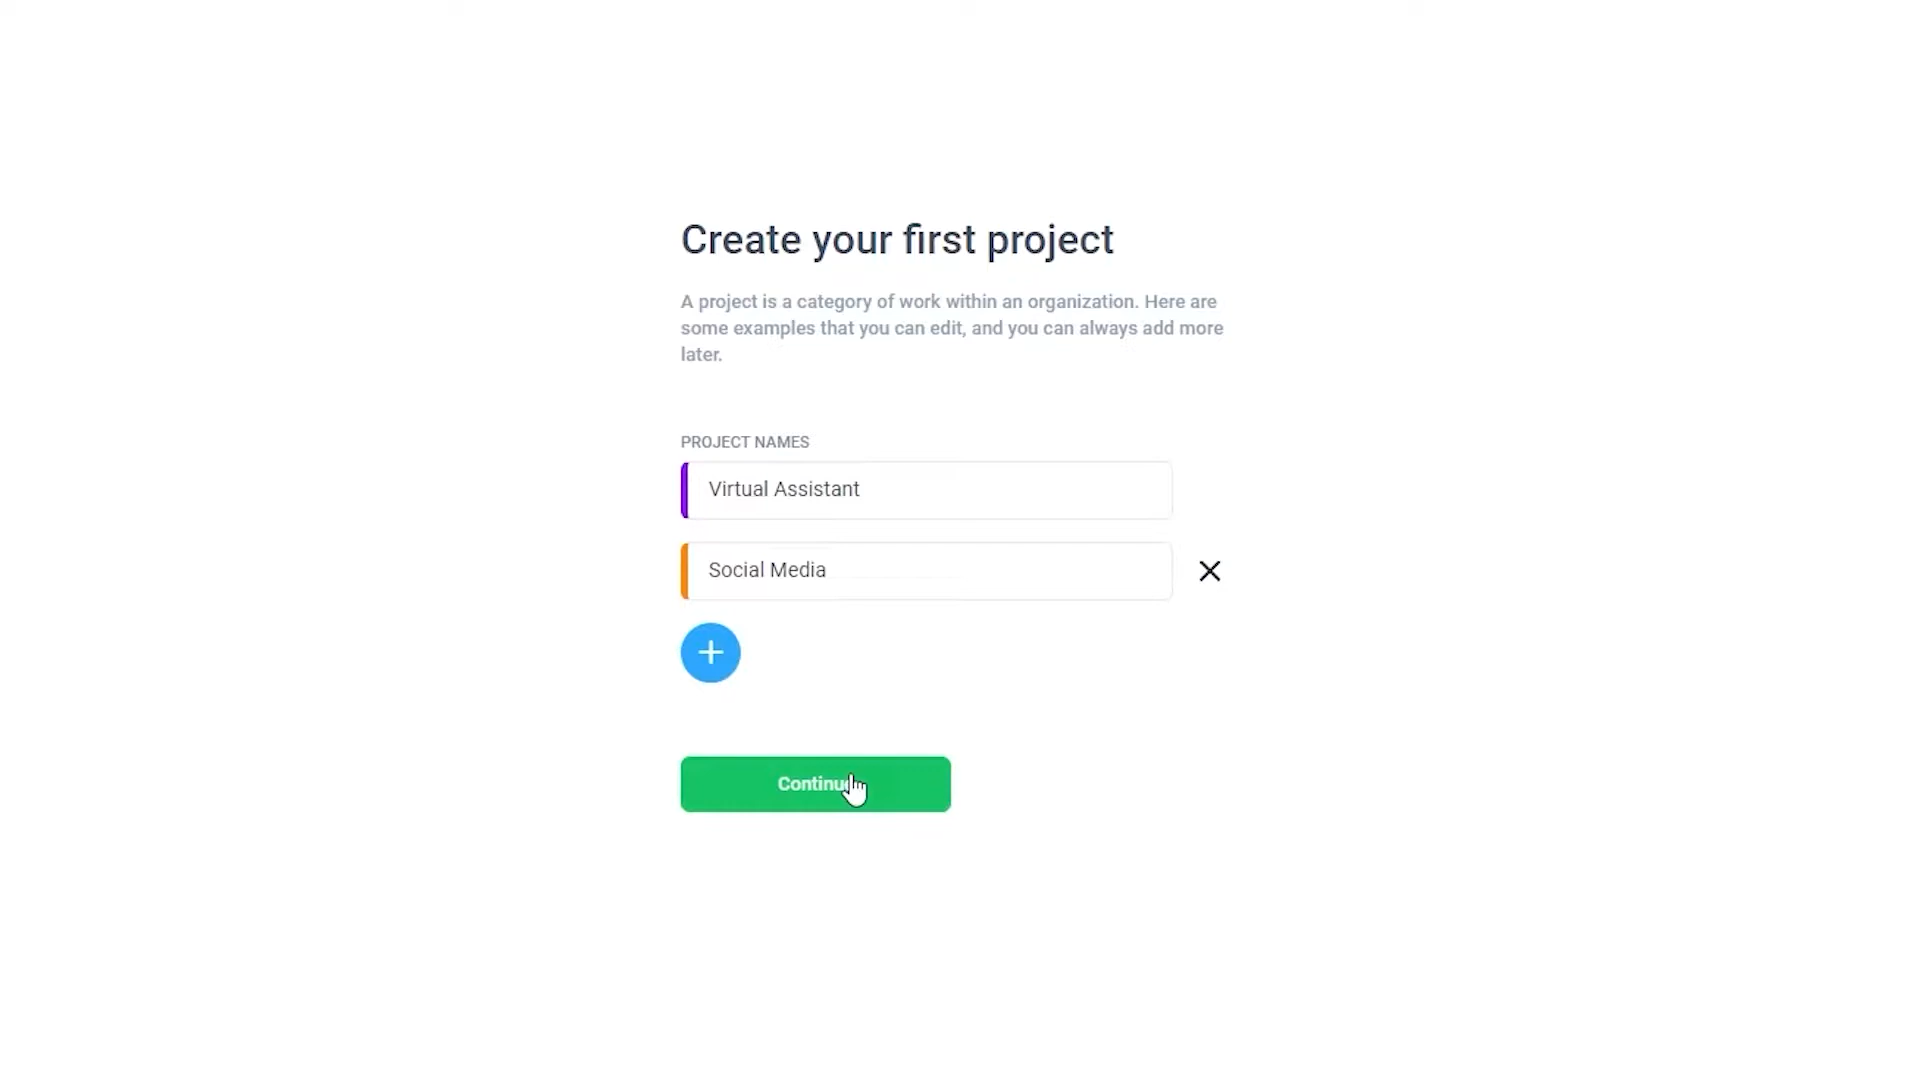 Create your first project
A project is a category of work within an organization. Here are
some examples that you can edit, and you can always add more
later.
PROJECT NAMES
Virtual Assistant
Social Media
Continue